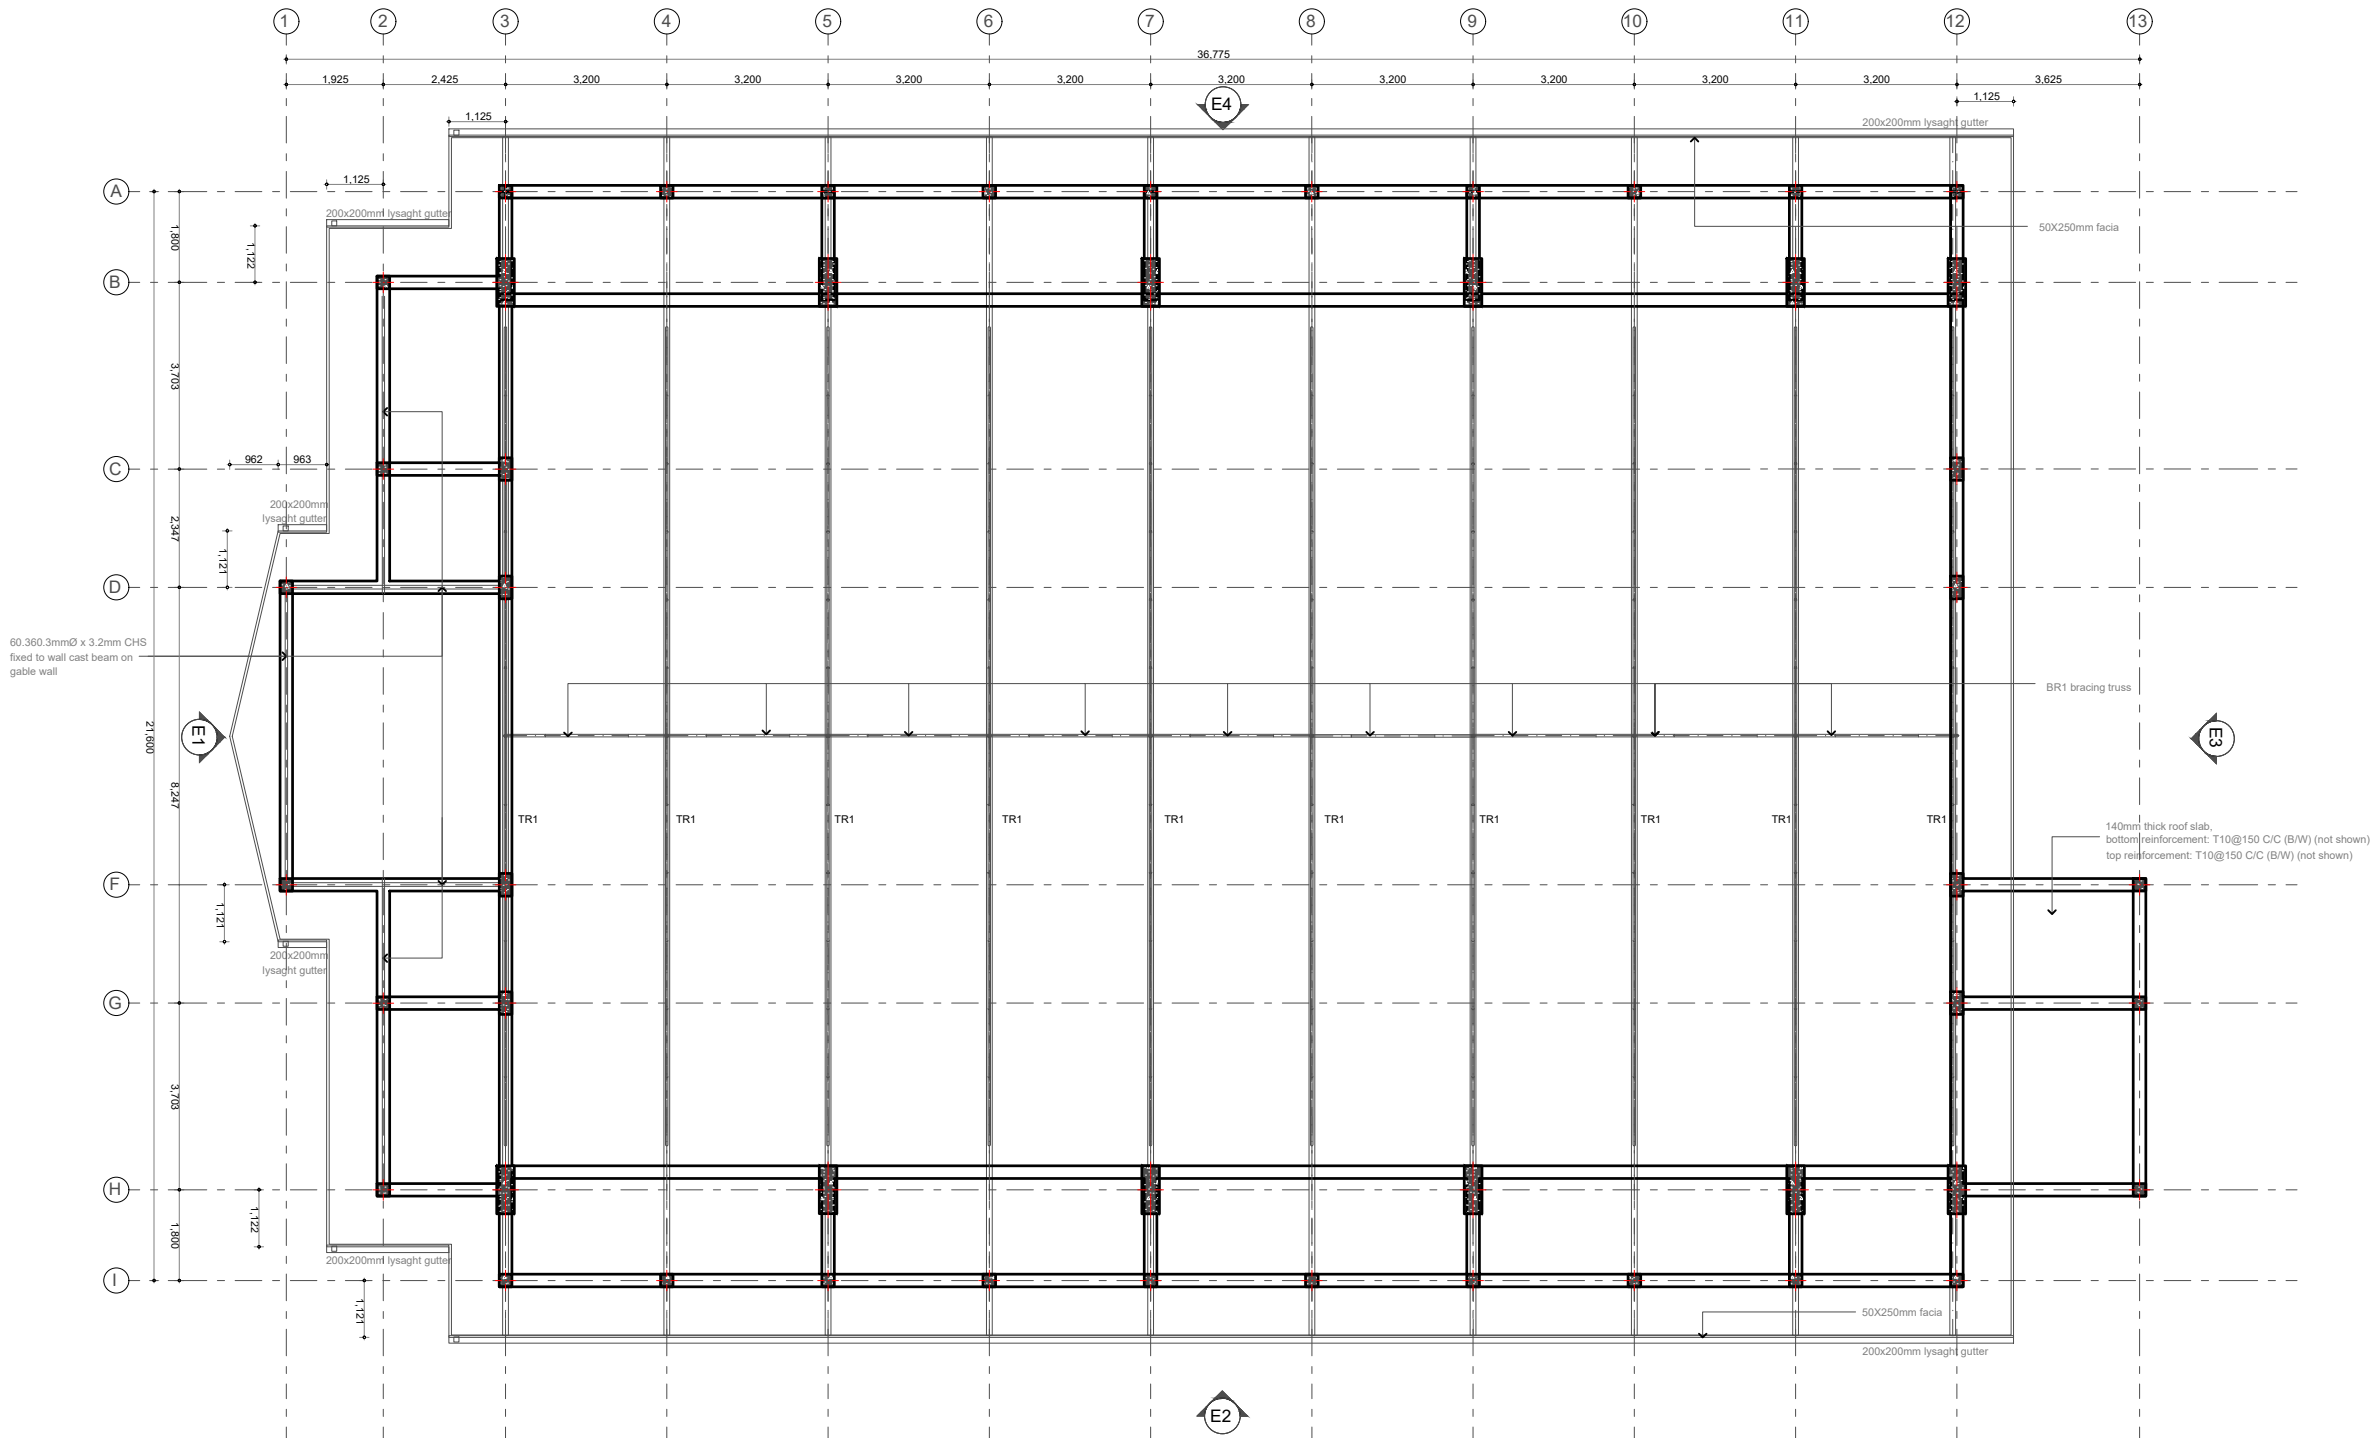 1 2 3 4 5 6 7 8 9 10 11 12 13
36,775
1,925 2,425 3,200 3,200 3,200 3,200 3,200 3,200 3,200 3,200 3,200 3,625
1,125
1,125
E4
200x200mm lysaght gutter
A
1,125
200x200mm lysaght gutter
50X250mm facia
1,800
1,122
B
3,703
C
962 963
200x200mm
lysaght gutter
2,347
1,121
D
60.360.3mmØ x 3.2mm CHS
fixed to wall cast beam on
gable wall
BR1 bracing truss
21,600
E1
E3
8,247
TR1 TR1 TR1 TR1 TR1 TR1 TR1 TR1 TR1 TR1
140mm thick roof slab,
bottom reinforcement: T10@150 C/C (B/W) (not shown)
top reinforcement: T10@150 C/C (B/W) (not shown)
F
1,121
200x200mm
lysaght gutter
G
3,703
H
1,122
1,800
200x200mm lysaght gutter
I
1,121
50X250mm facia
200x200mm lysaght gutter
E2